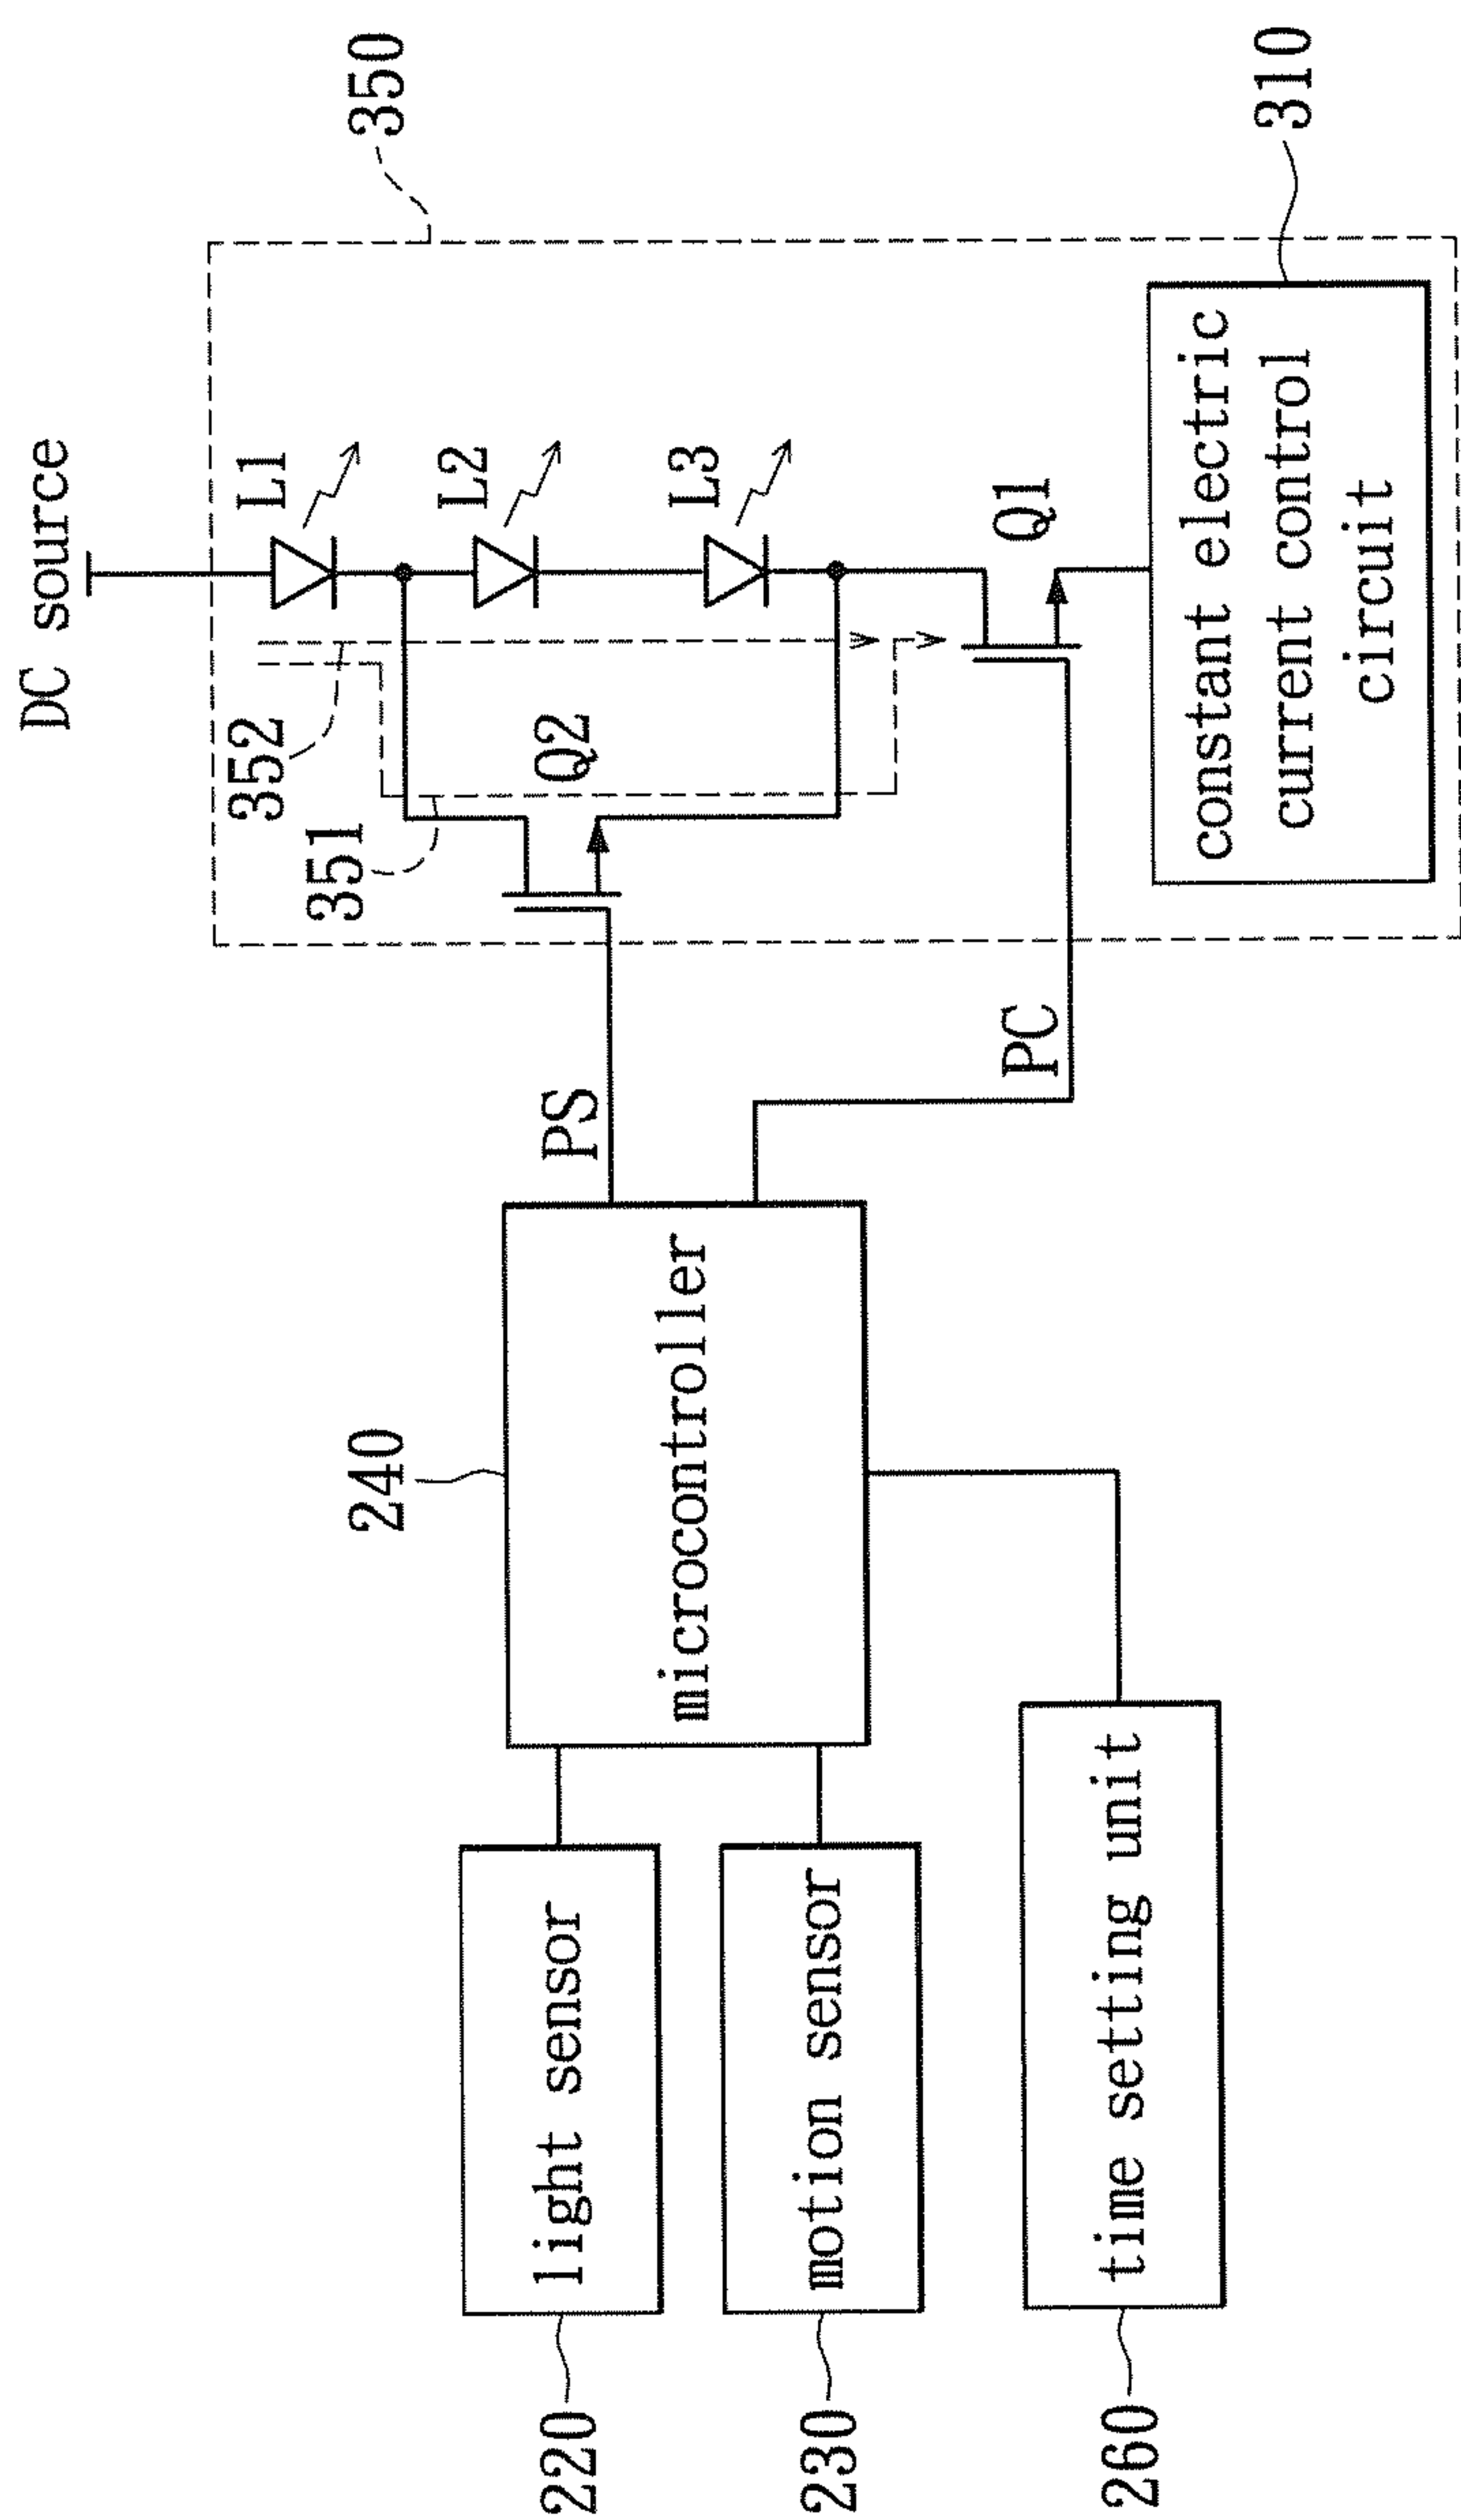 DC source
350
L1
L2
L3
352
351
Q2
Q1
310
constant electric
current control
circuit
PS
PC
240
microcontroller
220
light sensor
230
motion sensor
260
time setting unit